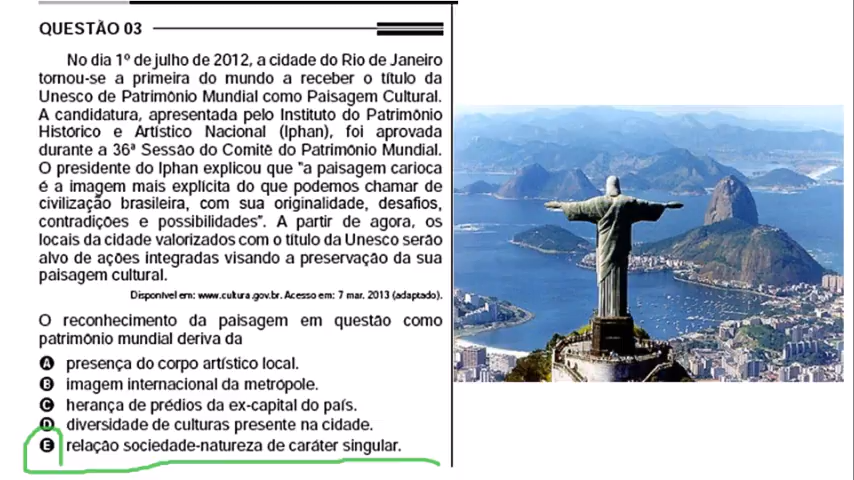 QUESTÃO 03
No dia 1º de julho de 2012, a cidade do Rio de Janeiro
tornou-se a primeira do mundo a receber o título da
Unesco de Patrimônio Mundial como Paisagem Cultural.
A candidatura, apresentada pelo Instituto do Patrimônio
Histórico e Artístico Nacional (Iphan), foi aprovada
durante a 36ª Sessão do Comitê do Patrimônio Mundial.
O presidente do Iphan explicou que "a paisagem carioca
é a imagem mais explícita do que podemos chamar de
civilização brasileira, com sua originalidade, desafios,
contradições e possibilidades". A partir de agora, os
locais da cidade valorizados com o título da Unesco serão
alvo de ações integradas visando a preservação da sua
paisagem cultural.
Disponível em: www.cultura.gov.br. Acesso em: 7 mar. 2013 (adaptado).
O reconhecimento da paisagem em questão como
patrimônio mundial deriva da
A presença do corpo artístico local.
B imagem internacional da metrópole.
C herança de prédios da ex-capital do país.
D diversidade de culturas presente na cidade.
E relação sociedade-natureza de caráter singular.